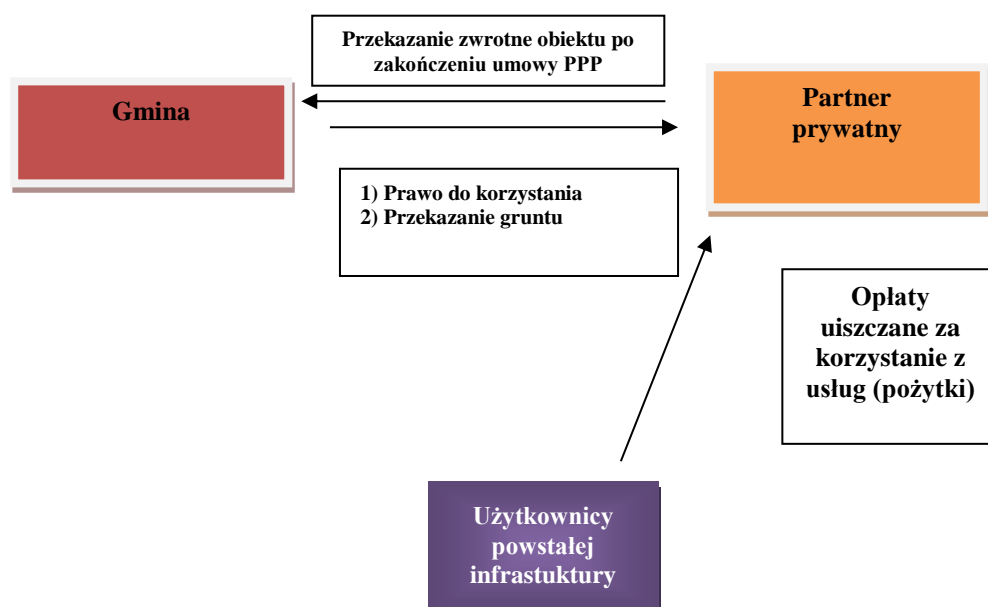 Przekazanie zwrotne obiektu po
zakończeniu umowy PPP
Gmina
Partner
prywatny
1) Prawo do korzystania
2) Przekazanie gruntu
Opłaty
uiszczane za
korzystanie z
usług (pożytki)
Użytkownicy
powstałej
infrastuktury